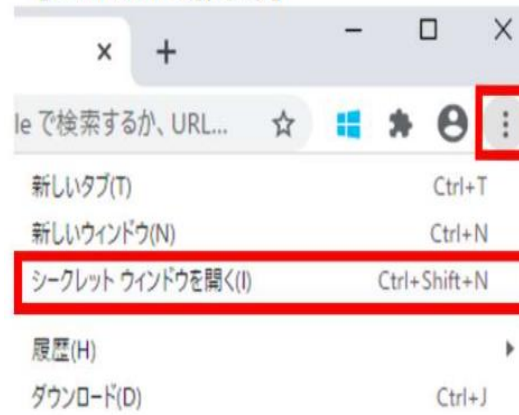 le で検索するか、URL...
新しいタブ(T) Ctrl+T
新しいウィンドウ(N) Ctrl+N
シークレット ウィンドウを開く(I) Ctrl+Shift+N
履歴(H)
ダウンロード(D) Ctrl+J